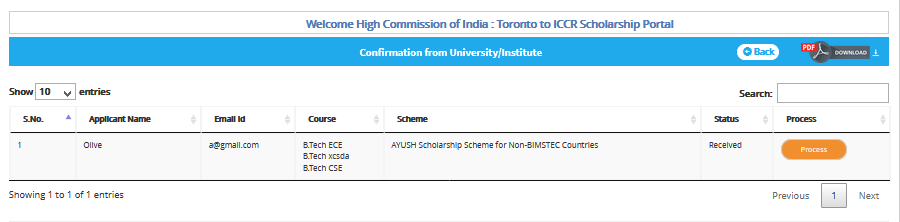 Welcome High Commission of India : Toronto to ICCR Scholarship Portal
Confirmation from University/Institute Back PDF DOWNLOAD
Show 10 entries Search:
S.No. Applicant Name Email Id Course Scheme Status Process
1 Olive a@gmail.com B.Tech ECE AYUSH Scholarship Scheme for Non-BIMSTEC Countries Received Process
B.Tech xcsda
B.Tech CSE
Showing 1 to 1 of 1 entries Previous 1 Next